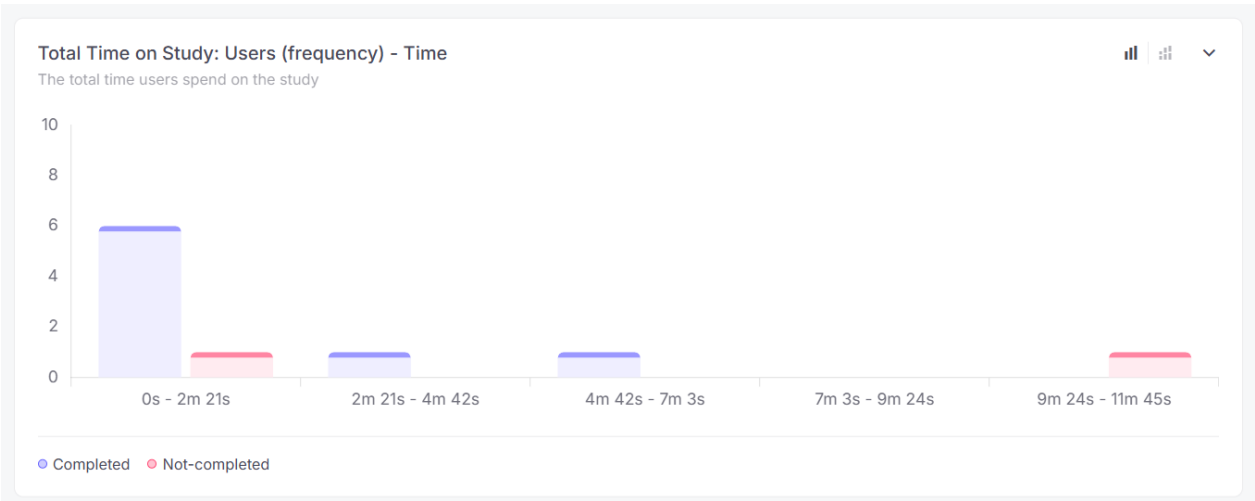 Total Time on Study: Users (frequency) - Time
The total time users spend on the study
10
8
6
4
2
0
0s - 2m 21s 2m 21s - 4m 42s 4m 42s - 7m 3s 7m 3s - 9m 24s 9m 24s - 11m 45s
Completed Not-completed